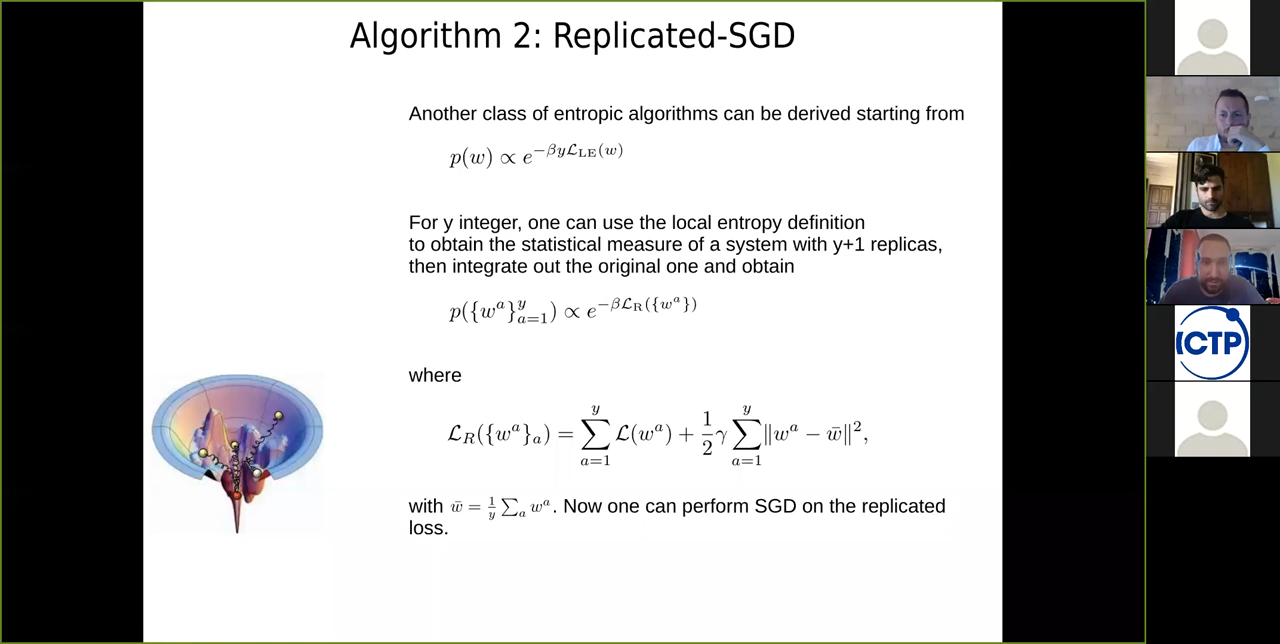 Algorithm 2: Replicated-SGD
Another class of entropic algorithms can be derived starting from
p(w) ∝ e^{−βyℒ_{LE}(w)}
For y integer, one can use the local entropy definition
to obtain the statistical measure of a system with y+1 replicas,
then integrate out the original one and obtain
p({w^a}_{a=1}^y) ∝ e^{−βℒ_R({w^a})}
where
ℒ_R({w^a}_a) = ∑_{a=1}^y ℒ(w^a) + 1/2 γ ∑_{a=1}^y ‖w^a − w̄‖²,
with w̄ = 1/y ∑_a w^a. Now one can perform SGD on the replicated
loss.
ICTP